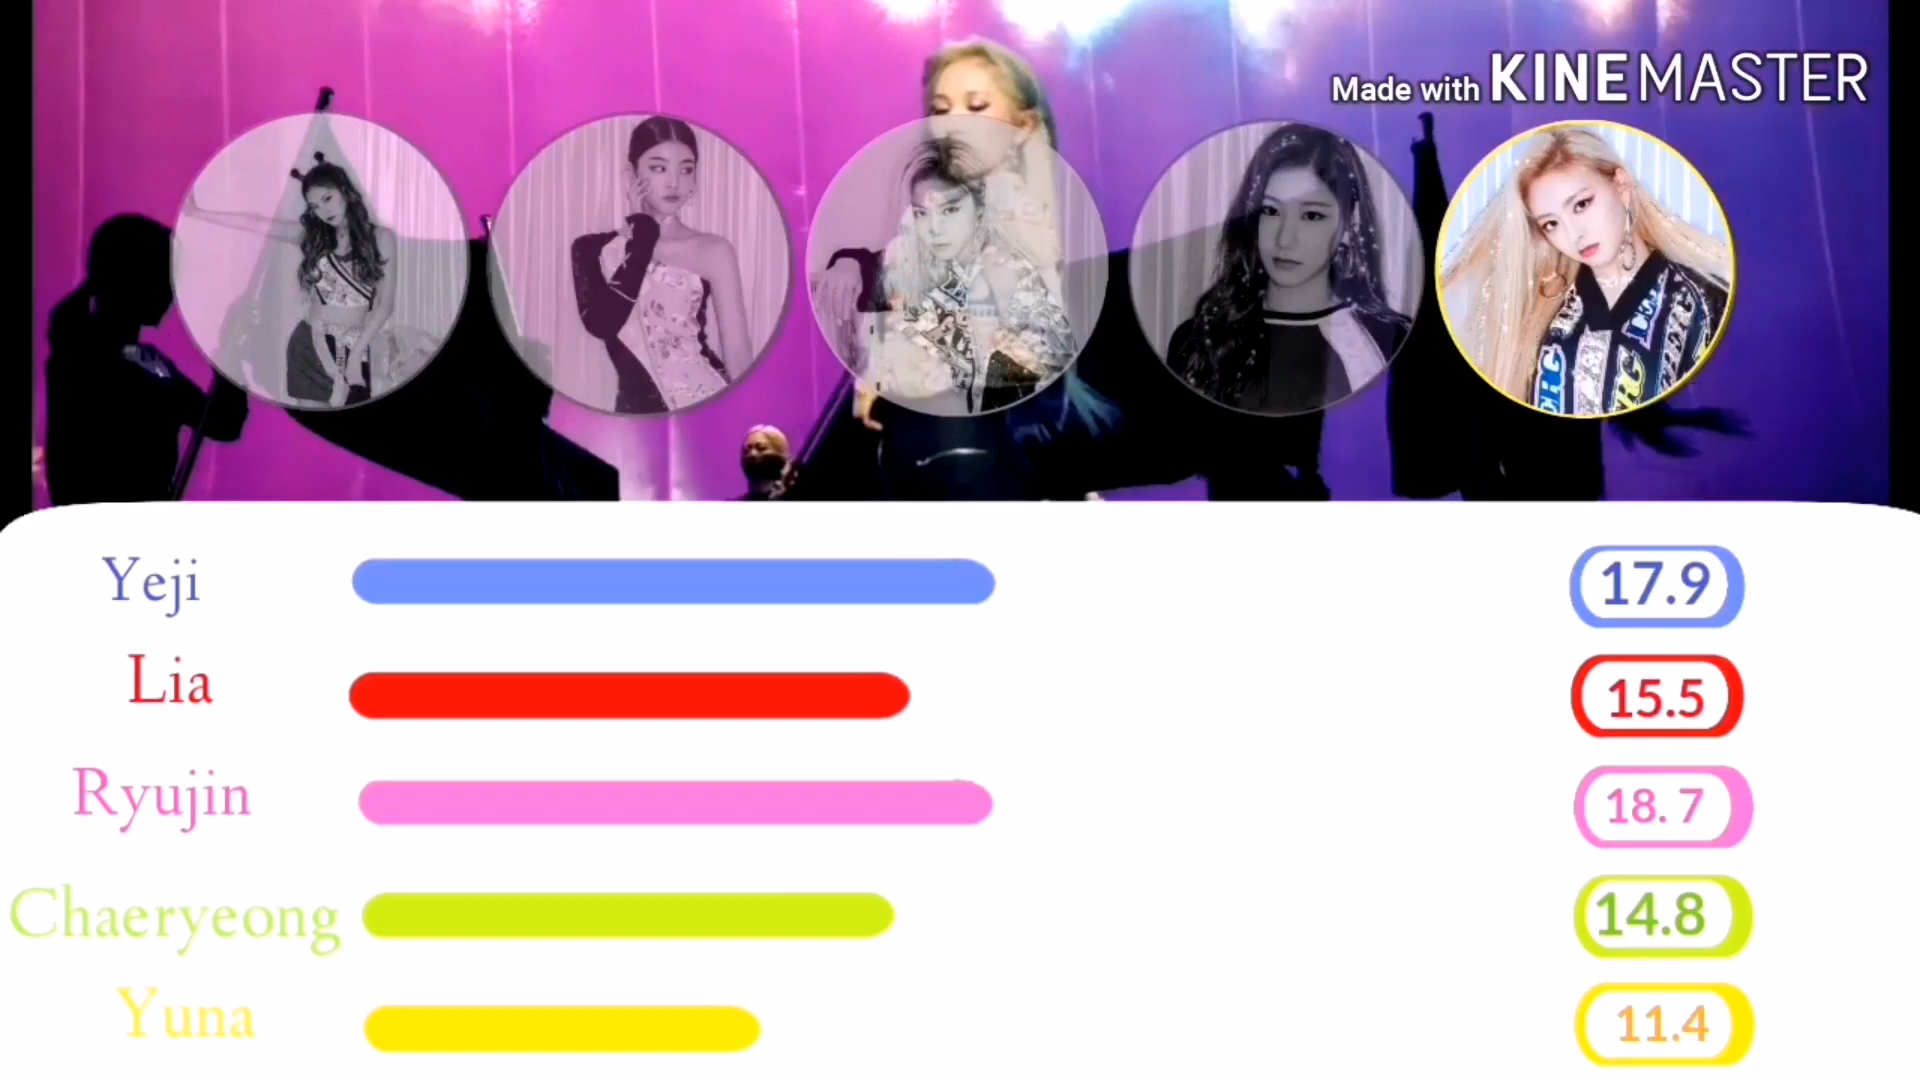 Made with KINEMASTER
Yeji 17.9
Lia 15.5
Ryujin 18.7
Chaeryeong 14.8
Yuna 11.4